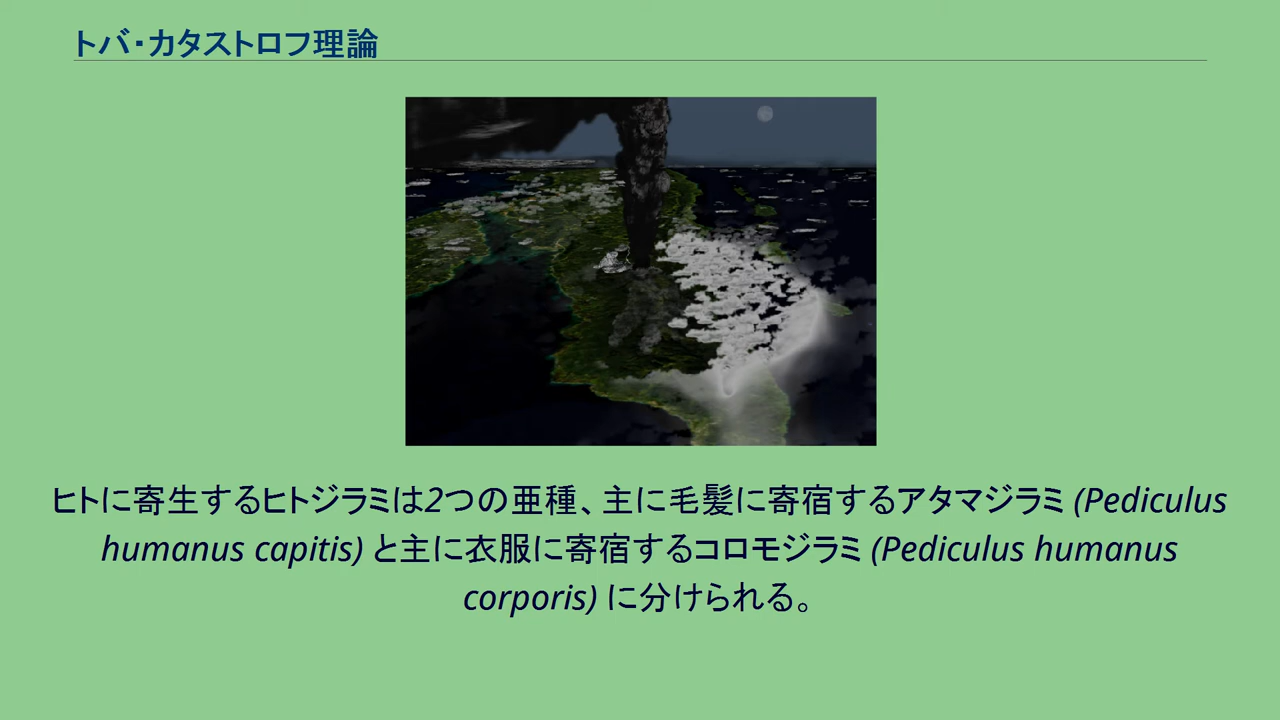 トバ・カタストロフ理論
ヒトに寄生するヒトジラミは2つの亜種、主に毛髪に寄宿するアタマジラミ (Pediculus
humanus capitis) と主に衣服に寄宿するコロモジラミ (Pediculus humanus
corporis) に分けられる。